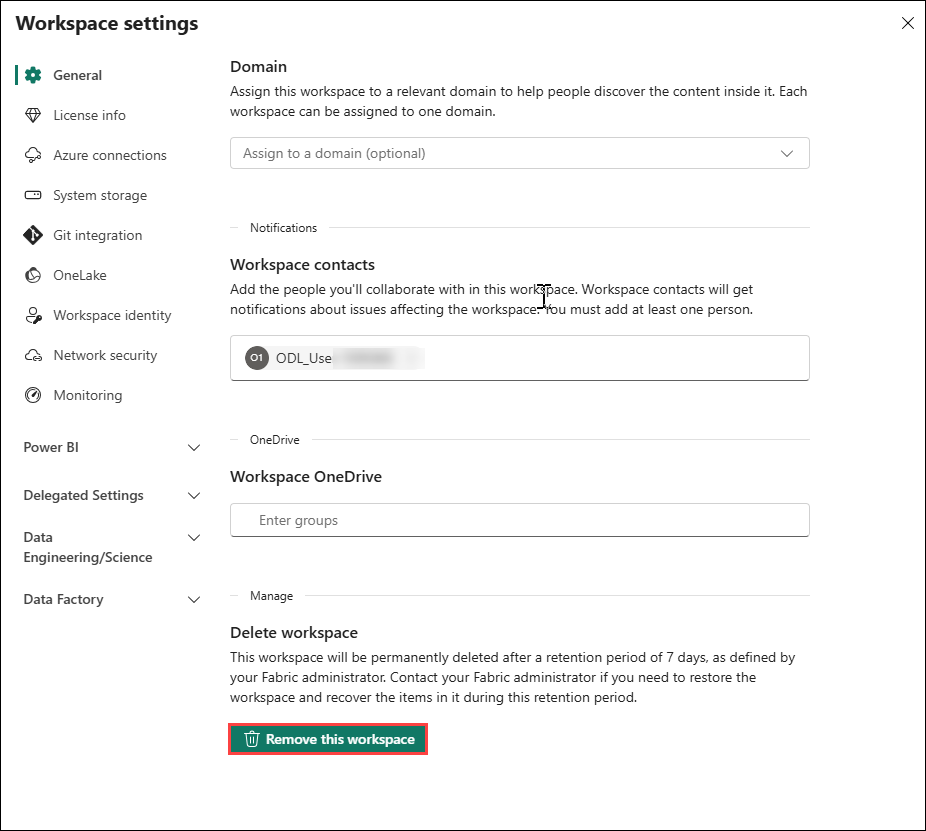 Workspace settings
General
License info
Azure connections
System storage
Git integration
OneLake
Workspace identity
Network security
Monitoring
Power BI
Delegated Settings
Data
Engineering/Science
Data Factory
Domain
Assign this workspace to a relevant domain to help people discover the content inside it. Each
workspace can be assigned to one domain.
Assign to a domain (optional)
Notifications
Workspace contacts
Add the people you'll collaborate with in this workspace. Workspace contacts will get
notifications about issues affecting the workspace. You must add at least one person.
O1 ODL_Use
OneDrive
Workspace OneDrive
Enter groups
Manage
Delete workspace
This workspace will be permanently deleted after a retention period of 7 days, as defined by
your Fabric administrator. Contact your Fabric administrator if you need to restore the
workspace and recover the items in it during this retention period.
Remove this workspace